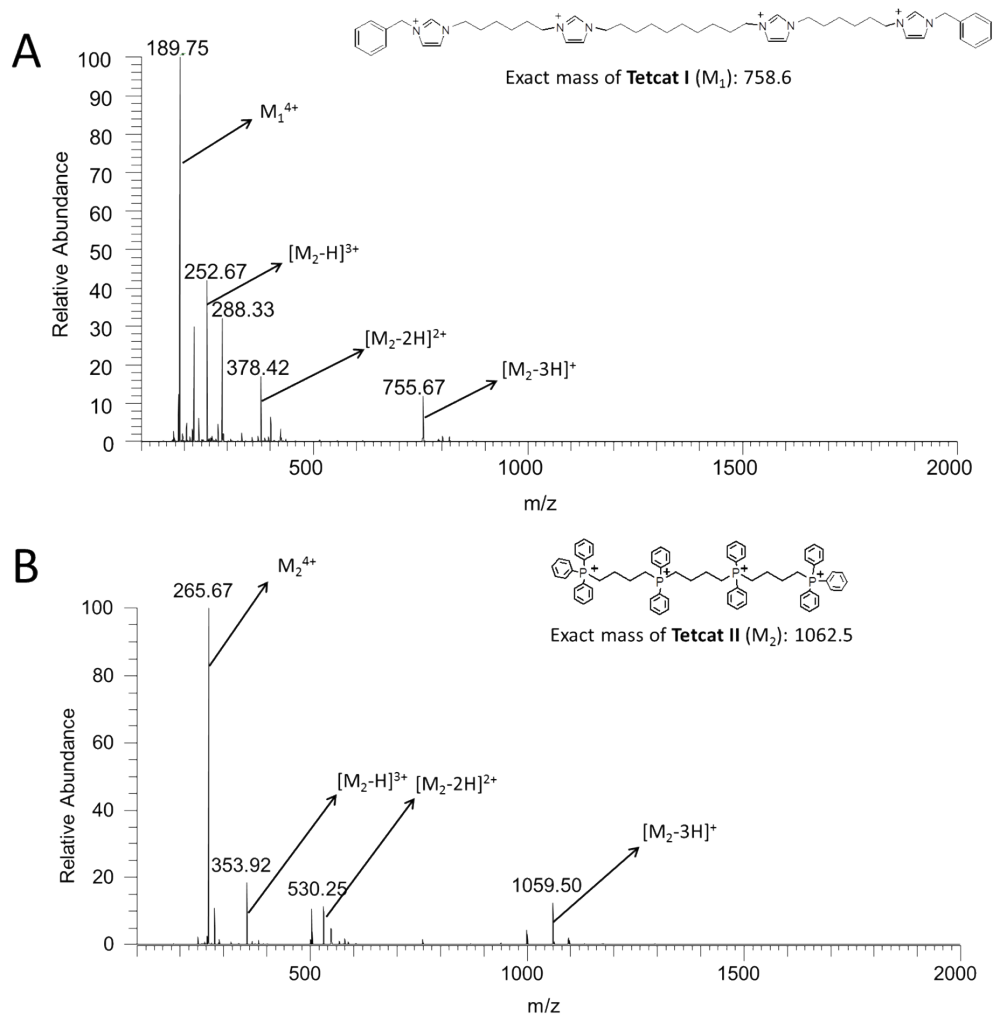 A
189.75
Exact mass of Tetcat I (M1): 758.6
M1 4+
[M2-H]3+
252.67
288.33
[M2-2H]2+
378.42
[M2-3H]+
755.67
Relative Abundance
100
90
80
70
60
50
40
30
20
10
0
500
1000
1500
2000
m/z
N
+
N
N
+
N
N
+
N
N
+
N
B
M2 4+
265.67
P
+
P
+
P
+
P
+
Exact mass of Tetcat II (M2): 1062.5
[M2-H]3+
[M2-2H]2+
353.92
530.25
[M2-3H]+
1059.50
Relative Abundance
100
80
60
40
20
0
500
1000
1500
2000
m/z